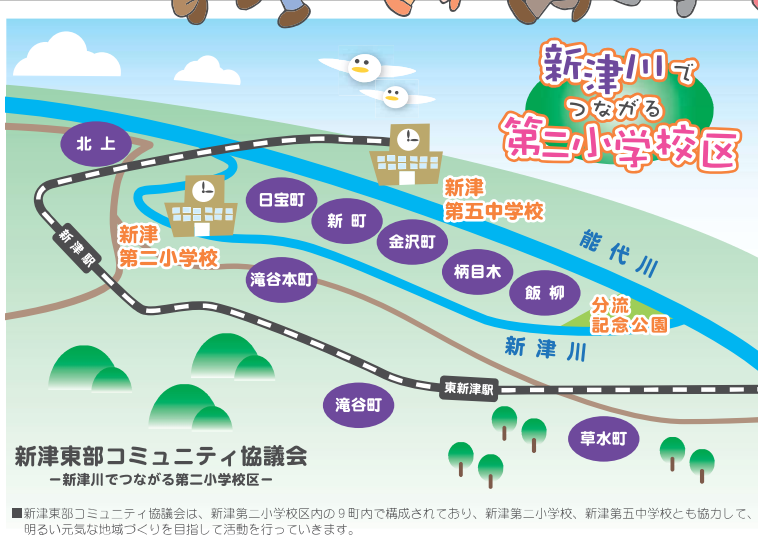 新津川で
つながる
第二小学校区
北上
新津
第五中学校
日宝町
新町
金沢町
柄目木
飯柳
能代川
新津駅
新津
第二小学校
滝谷本町
分流
記念公園
新津川
東新津駅
滝谷町
草水町
新津東部コミュニティ協議会
－新津川でつながる第二小学校区－
■新津東部コミュニティ協議会は、新津第二小学校区内の９町内で構成されており、新津第二小学校、新津第五中学校とも協力して、
明るい元気な地域づくりを目指して活動を行っていきます。